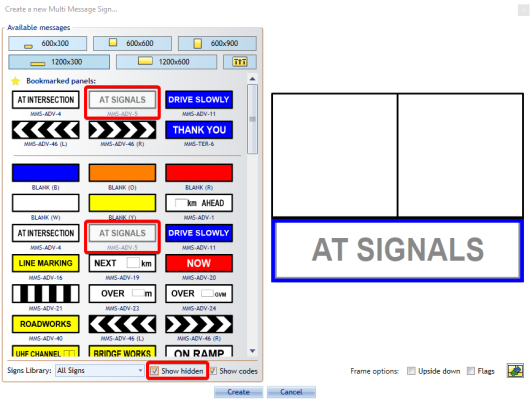 Create a new Multi Message Sign...
Available messages
600x300
600x600
600x900
1200x300
1200x600
Bookmarked panels:
AT INTERSECTION
AT SIGNALS
DRIVE SLOWLY
MMS-ADV-4
MMS-ADV-5
MMS-ADV-11
THANK YOU
MMS-ADV-46 (L)
MMS-ADV-46 (R)
MMS-TER-6
BLANK (B)
BLANK (O)
BLANK (R)
km AHEAD
BLANK (W)
BLANK (Y)
MMS-ADV-1
AT INTERSECTION
AT SIGNALS
DRIVE SLOWLY
MMS-ADV-4
MMS-ADV-5
MMS-ADV-11
LINE MARKING
NEXT km
NOW
MMS-ADV-16
MMS-ADV-19
MMS-ADV-20
OVER m
OVER GVM
MMS-ADV-21
MMS-ADV-23
MMS-ADV-24
ROADWORKS
MMS-ADV-40
MMS-ADV-46 (L)
MMS-ADV-46 (R)
UHF CHANNEL
BRIDGE WORKS
ON RAMP
Signs Library: All Signs
Show hidden
Show codes
AT SIGNALS
Frame options:
Upside down
Flags
Create
Cancel